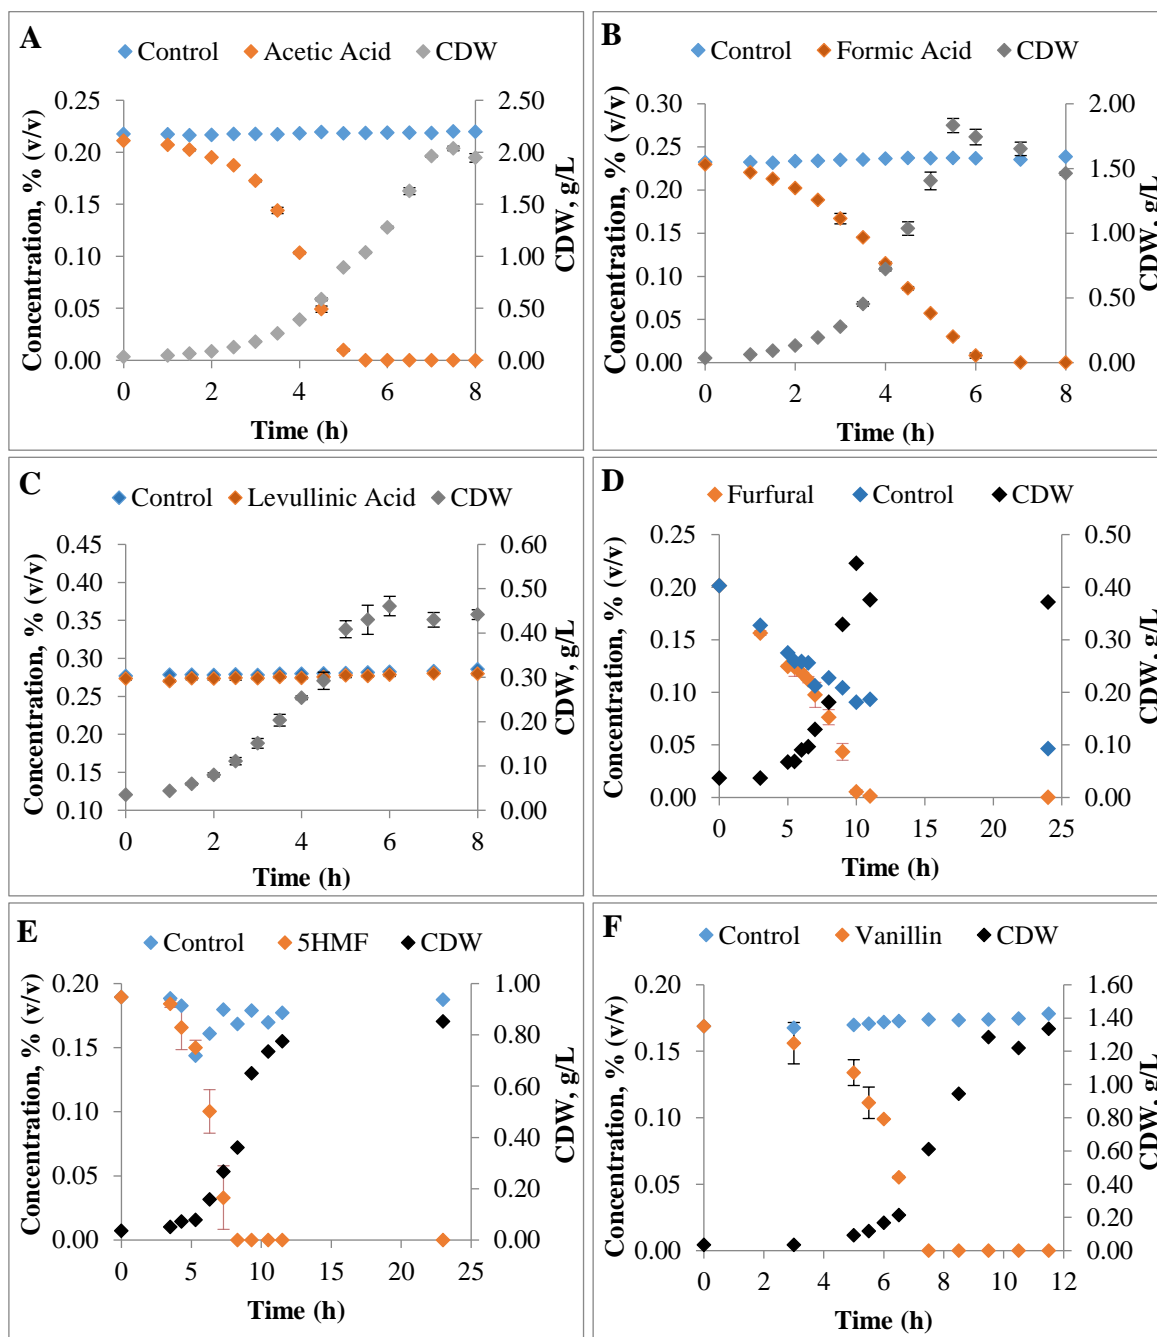 A
Control Acetic Acid CDW
Concentration, % (v/v)
0.25
0.20
0.15
0.10
0.05
0.00
2.50
2.00
1.50
1.00
0.50
0.00
CDW, g/L
0 2 4 6 8
Time (h)
B
Control Formic Acid CDW
Concentration, % (v/v)
0.30
0.25
0.20
0.15
0.10
0.05
0.00
2.00
1.50
1.00
0.50
0.00
CDW, g/L
0 2 4 6 8
Time (h)
C
Control Levullinic Acid CDW
Concentration, % (v/v)
0.45
0.40
0.35
0.30
0.25
0.20
0.15
0.10
0.60
0.50
0.40
0.30
0.20
0.10
0.00
CDW, g/L
0 2 4 6 8
Time (h)
D
Furfural Control CDW
Concentration, % (v/v)
0.25
0.20
0.15
0.10
0.05
0.00
0.50
0.40
0.30
0.20
0.10
0.00
CDW, g/L
0 5 10 15 20 25
Time (h)
E
Control 5HMF CDW
Concentration, % (v/v)
0.20
0.15
0.10
0.05
0.00
1.00
0.80
0.60
0.40
0.20
0.00
CDW, g/L
0 5 10 15 20 25
Time (h)
F
Control Vanillin CDW
Concentration, % (v/v)
0.20
0.15
0.10
0.05
0.00
1.60
1.40
1.20
1.00
0.80
0.60
0.40
0.20
0.00
CDW, g/L
0 2 4 6 8 10 12
Time (h)